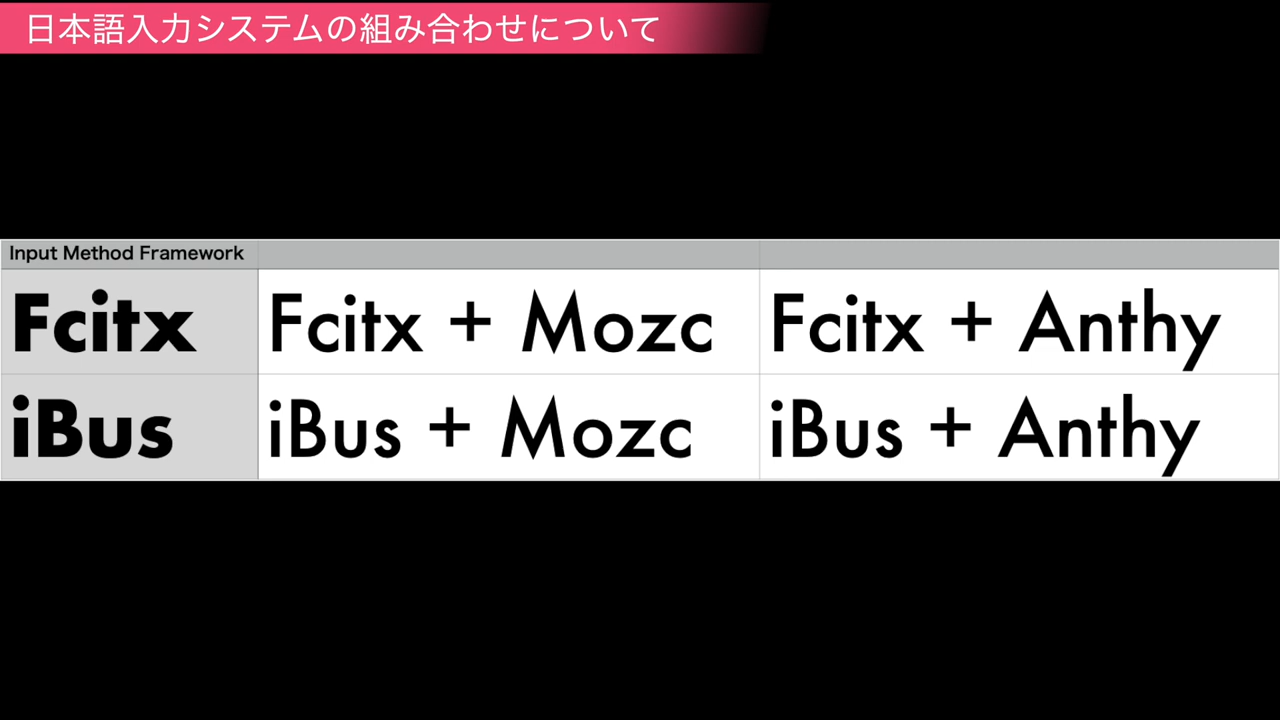 日本語入力システムの組み合わせについて
Input Method Framework
Fcitx Fcitx + Mozc Fcitx + Anthy
iBus iBus + Mozc iBus + Anthy